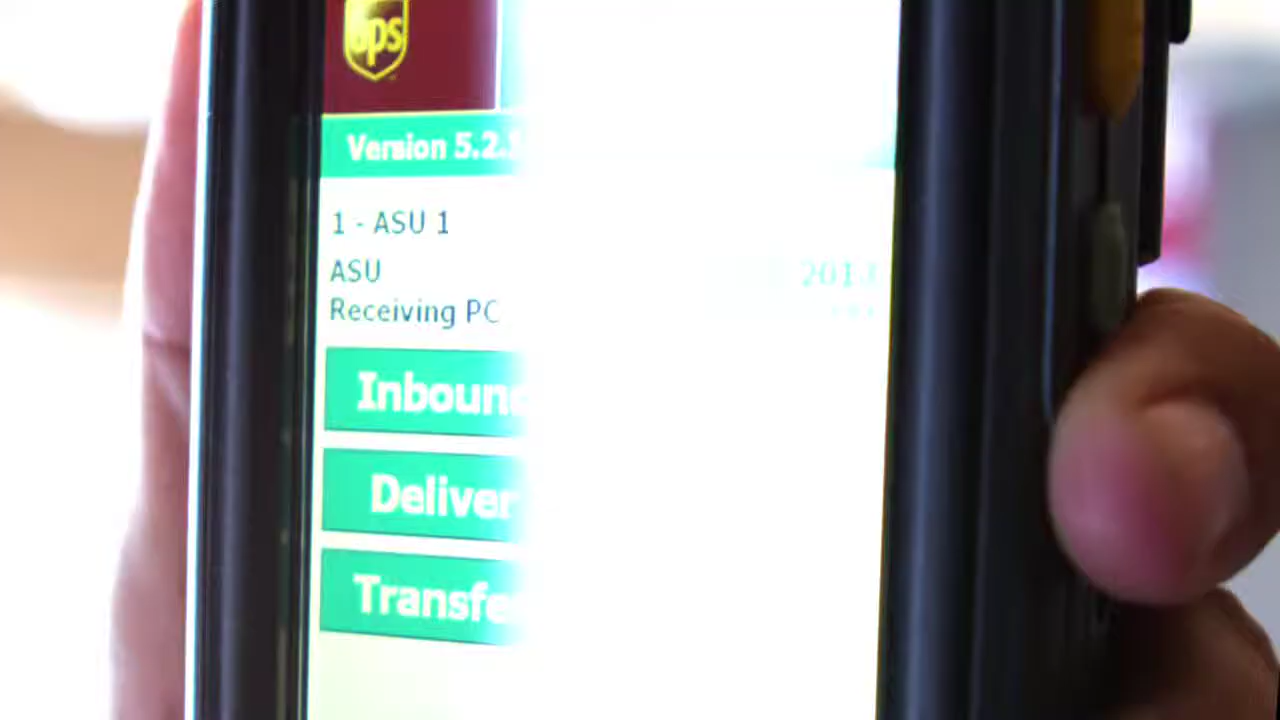 ups
Version 5.2.
1 - ASU 1
ASU
Receiving PC
Inbound
Deliver
Transfe